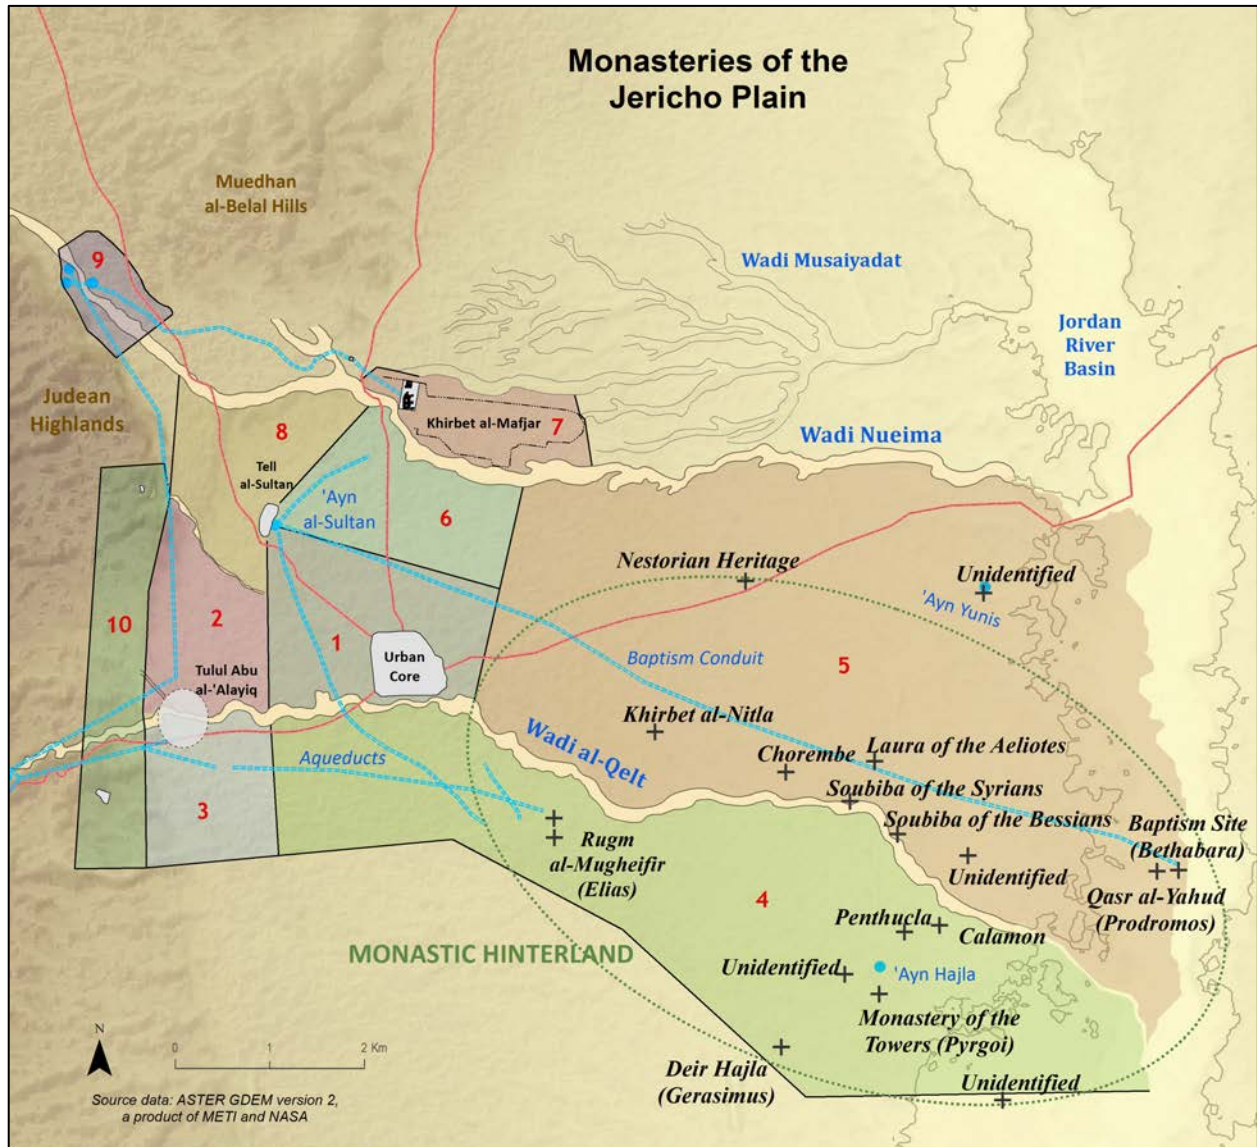 Monasteries of the
Jericho Plain
Muedhan
al-Belal Hills
9
Wadi Musaiyadat
Jordan
River
Basin
Judean
Highlands
8
Khirbet al-Mafjar
7
Wadi Nueima
Tell
al-Sultan
'Ayn
al-Sultan
6
Nestorian Heritage
Unidentified
'Ayn Yunis
10
2
1
Tulul Abu
al-'Alayiq
Urban
Core
Baptism Conduit
5
Khirbet al-Nitla
Wadi al-Qelt
Aqueducts
Chorembe
Laura of the Aeliotes
Soubiba of the Syrians
Soubiba of the Bessians
Baptism Site
(Bethabara)
3
Rugm
al-Mugheifir
(Elias)
Unidentified
Qasr al-Yahud
(Prodromos)
4
Penthucla
Calamon
MONASTIC HINTERLAND
Unidentified
'Ayn Hajla
Monastery of the
Towers (Pyrgoi)
Deir Hajla
(Gerasimus)
Unidentified
N
0 1 2 Km
Source data: ASTER GDEM version 2,
a product of METI and NASA